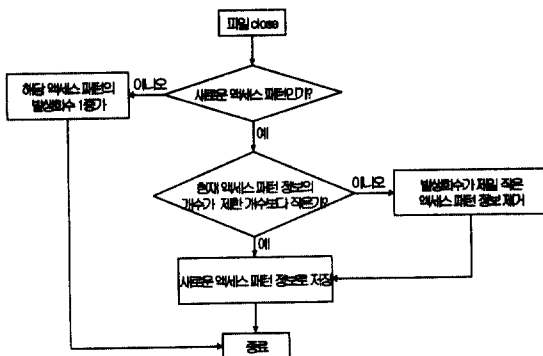 파일 close
새로운 액세스 패턴인가?
아니오
해당 액세스 패턴의
발생횟수 1증가
예
현재 액세스 패턴 정보의
개수가 제한 개수보다 작은가?
아니오
발생횟수가 제일 작은
액세스 패턴 정보 제거
예
새로운 액세스 패턴 정보로 저장
종료